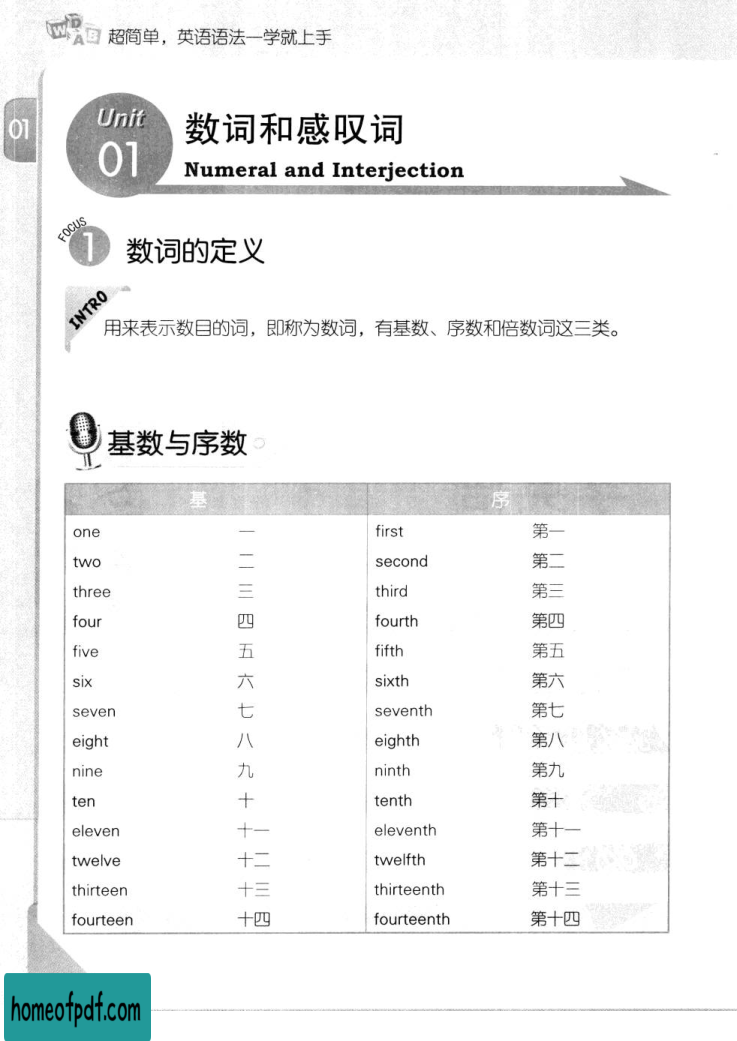 W D A B 超简单，英语语法一学就上手
01
Unit 01
数词和感叹词
Numeral and Interjection
FOCUS 1 数词的定义
INTRO
用来表示数目的词，即称为数词，有基数、序数和倍数词这三类。
基数与序数
基 序
one 一 first 第一
two 二 second 第二
three 三 third 第三
four 四 fourth 第四
five 五 fifth 第五
six 六 sixth 第六
seven 七 seventh 第七
eight 八 eighth 第八
nine 九 ninth 第九
ten 十 tenth 第十
eleven 十一 eleventh 第十一
twelve 十二 twelfth 第十二
thirteen 十三 thirteenth 第十三
fourteen 十四 fourteenth 第十四
homeofpdf.com